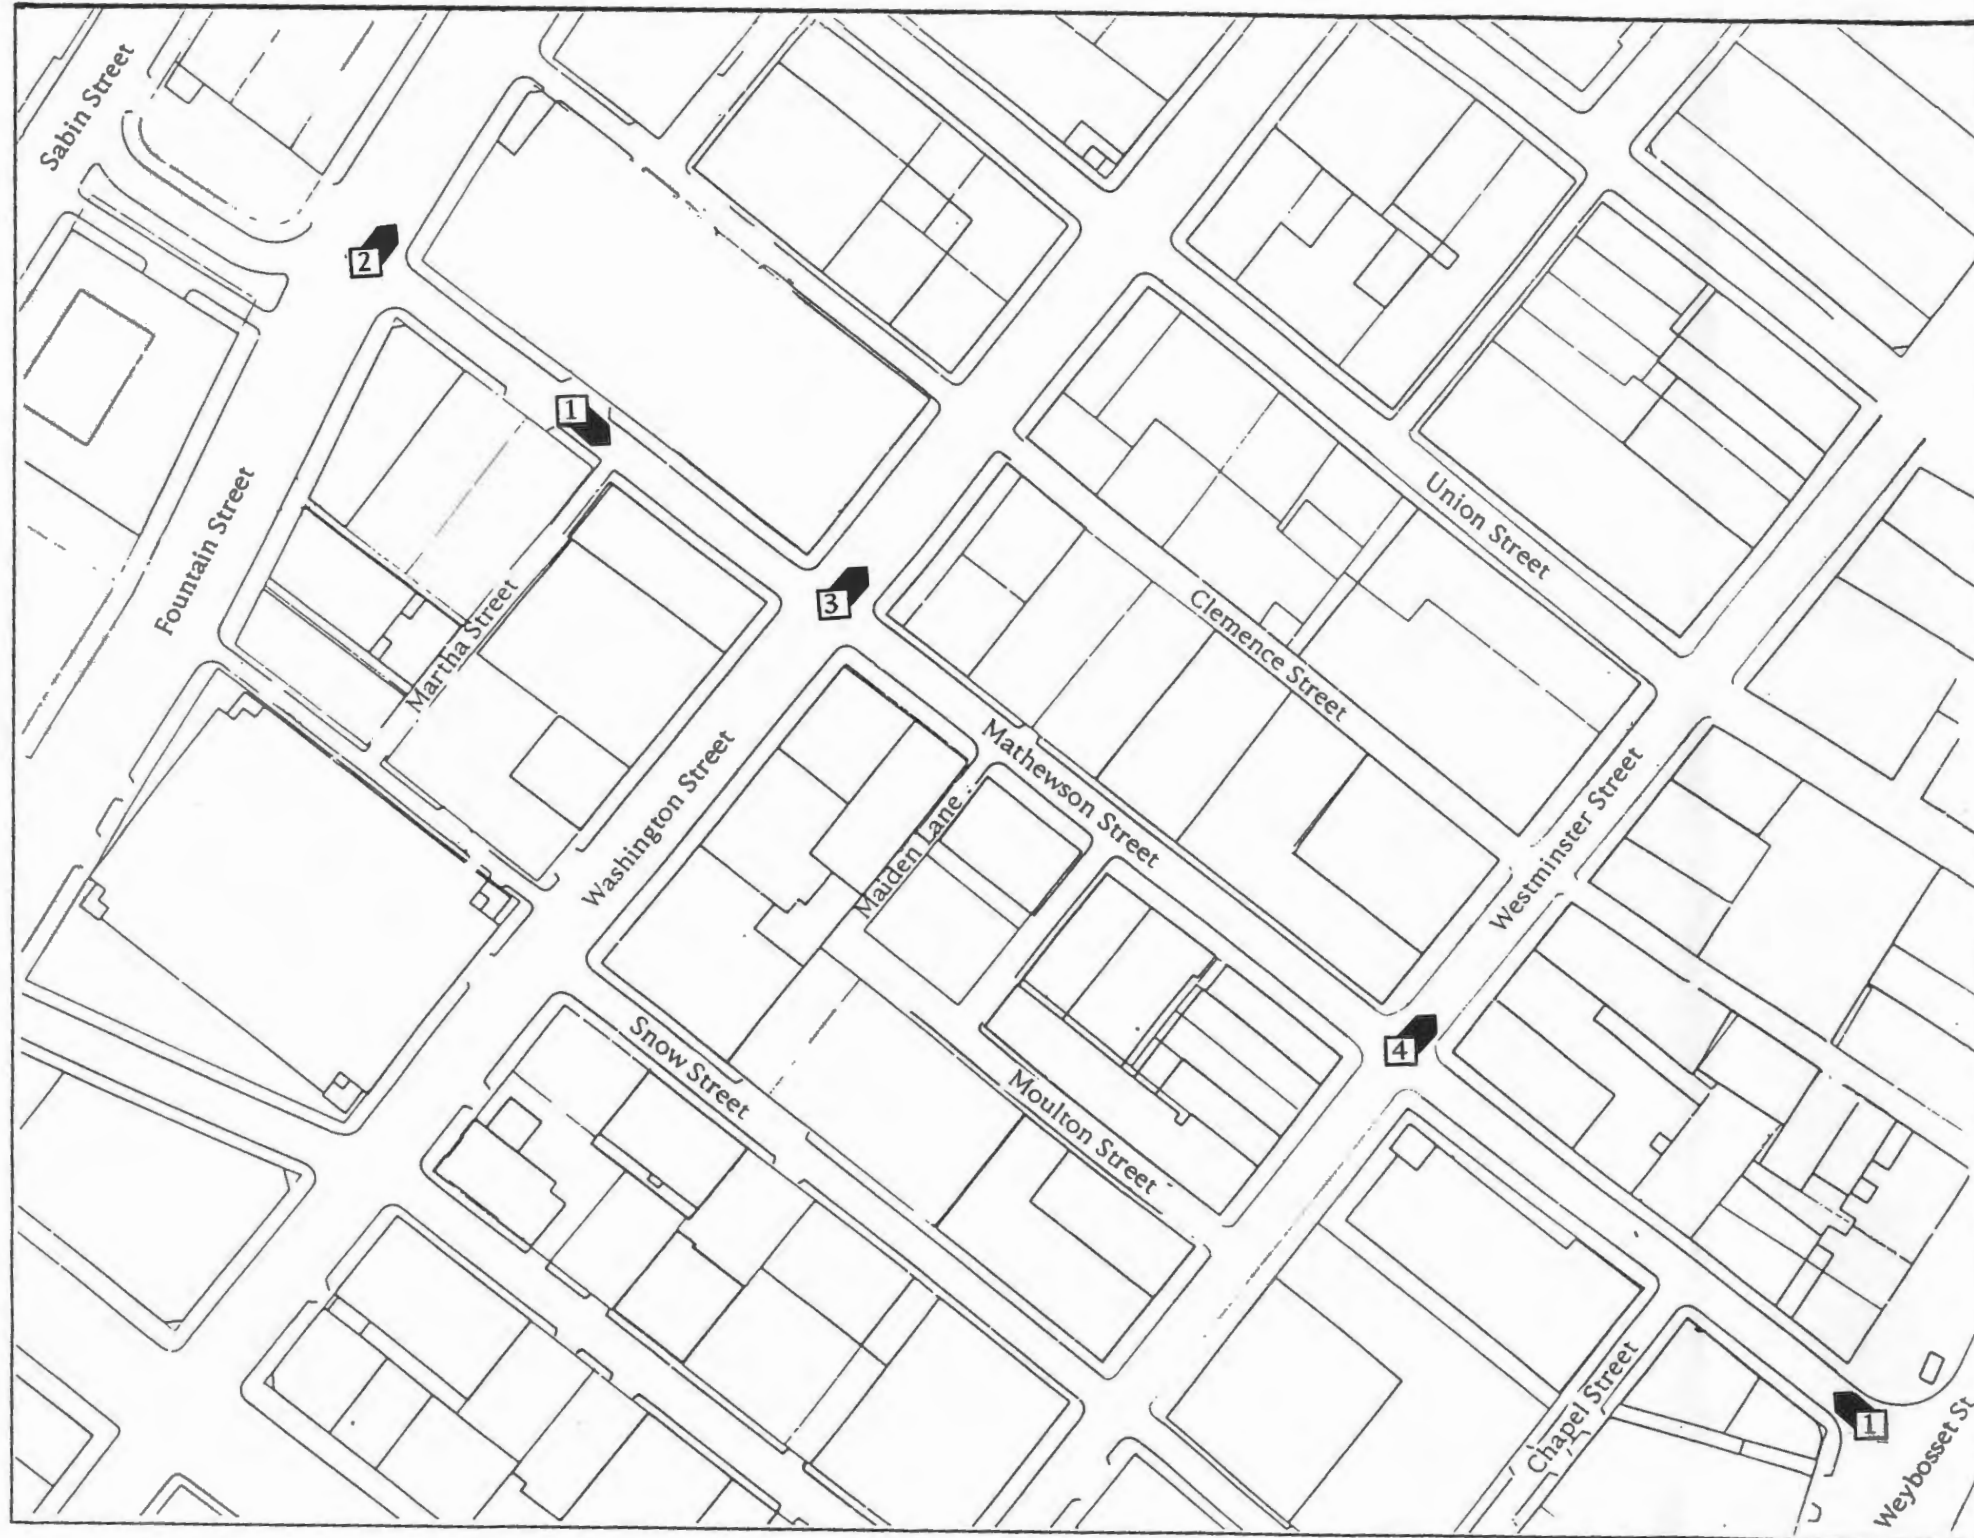 Sabin Street
2
1
Fountain Street
Martha Street
3
Union Street
Clemence Street
Washington Street
Mathewson Street
Maiden Lane
Westminster Street
Snow Street
Moulton Street
4
Chapel Street
1
Weybosset St